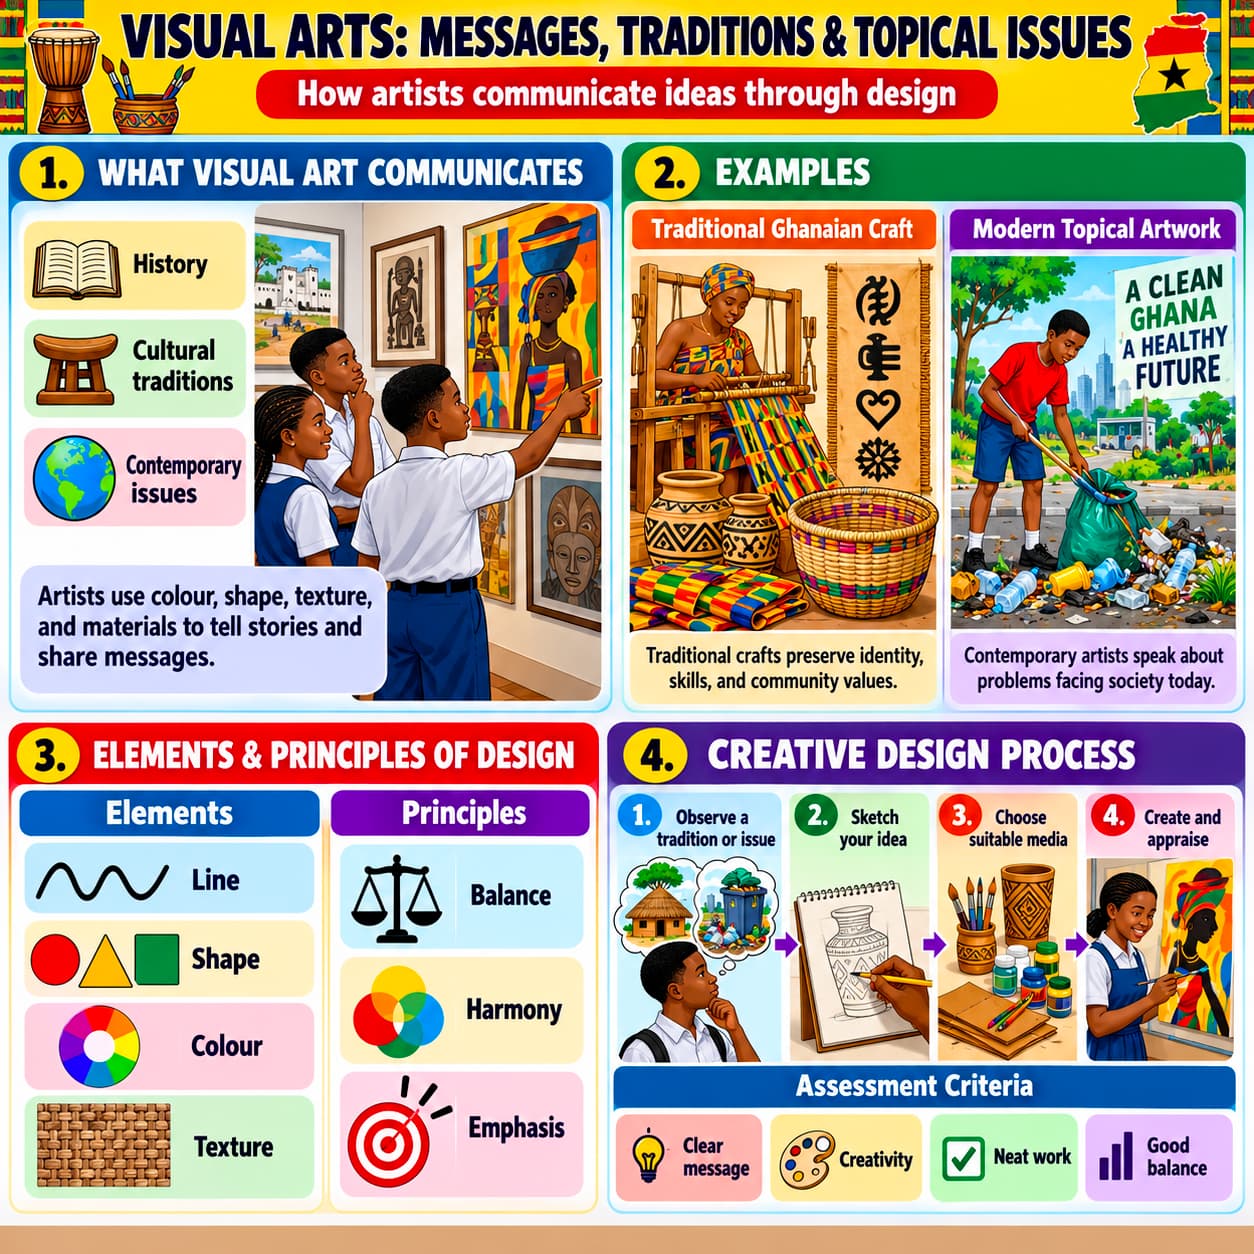 VISUAL ARTS: MESSAGES, TRADITIONS & TOPICAL ISSUES
How artists communicate ideas through design
1. WHAT VISUAL ART COMMUNICATES
History
Cultural
traditions
Contemporary
issues
Artists use colour, shape, texture,
and materials to tell stories and
share messages.
2. EXAMPLES
Traditional Ghanaian Craft
Traditional crafts preserve identity,
skills, and community values.
Modern Topical Artwork
A CLEAN
GHANA
A HEALTHY
FUTURE
Contemporary artists speak about
problems facing society today.
3. ELEMENTS & PRINCIPLES OF DESIGN
Elements
Line
Shape
Colour
Texture
Principles
Balance
Harmony
Emphasis
4. CREATIVE DESIGN PROCESS
1. Observe a
tradition or issue
2. Sketch
your idea
3. Choose
suitable media
4. Create and
appraise
Assessment Criteria
Clear
message
Creativity
Neat work
Good
balance